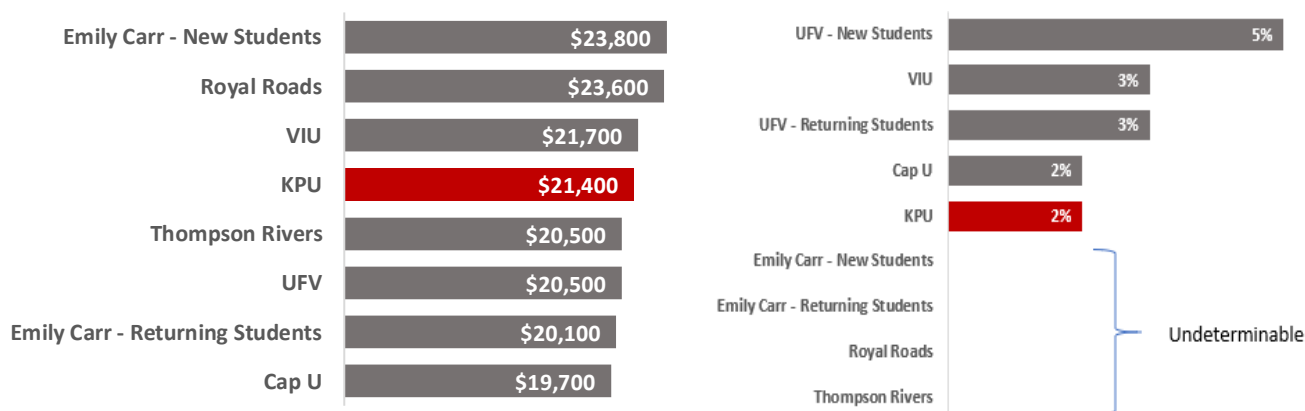 Emily Carr - New Students $23,800
Royal Roads $23,600
VIU $21,700
KPU $21,400
Thompson Rivers $20,500
UFV $20,500
Emily Carr - Returning Students $20,100
Cap U $19,700
UFV - New Students 5%
VIU 3%
UFV - Returning Students 3%
Cap U 2%
KPU 2%
Emily Carr - New Students
Emily Carr - Returning Students
Undeterminable
Royal Roads
Thompson Rivers